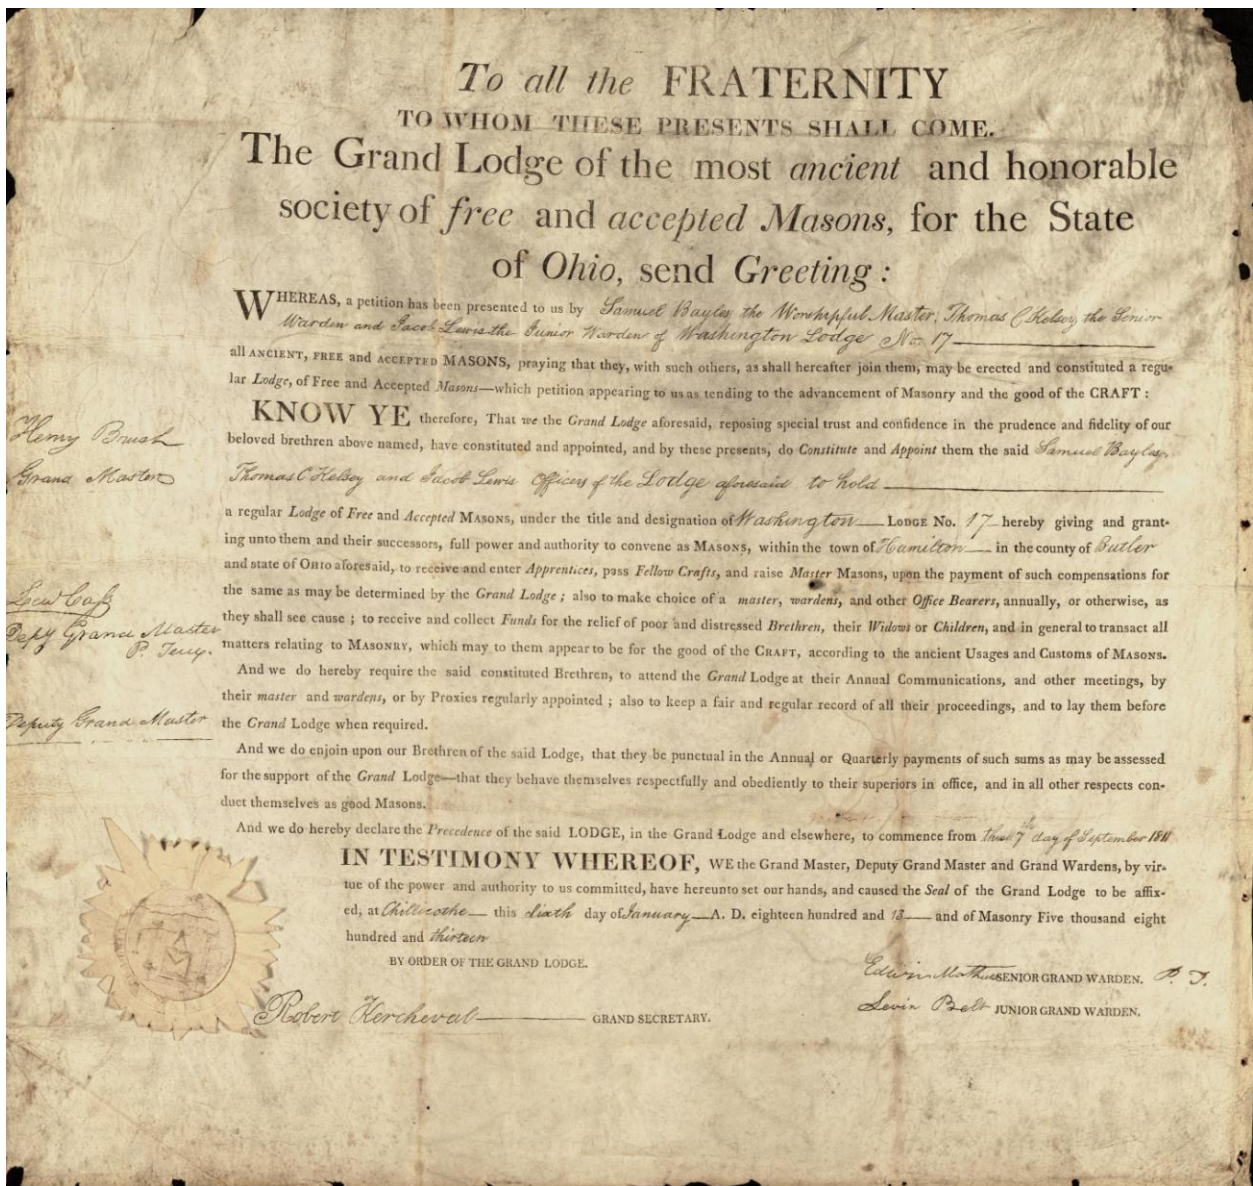 To all the FRATERNITY
TO WHOM THESE PRESENTS SHALL COME.
The Grand Lodge of the most ancient and honorable
society of free and accepted Masons, for the State
of Ohio, send Greeting :
WHEREAS, a petition has been presented to us by Samuel Bayles, the Worshipful Master, Thomas C Kelsey the Senior
Warden and Jacob Lewis the Junior Warden of Washington Lodge No. 17
all ANCIENT, FREE and ACCEPTED MASONS, praying that they, with such others, as shall hereafter join them, may be erected and constituted a regu-
lar Lodge, of Free and Accepted Masons—which petition appearing to us as tending to the advancement of Masonry and the good of the CRAFT :
KNOW YE therefore, That we the Grand Lodge aforesaid, reposing special trust and confidence in the prudence and fidelity of our
beloved brethren above named, have constituted and appointed, and by these presents, do Constitute and Appoint them the said Samuel Bayles,
Thomas C Kelsey and Jacob Lewis Officers of the Lodge aforesaid to hold
a regular Lodge of Free and Accepted MASONS, under the title and designation of Washington LODGE NO. 17 hereby giving and grant-
ing unto them and their successors, full power and authority to convene as MASONS, within the town of Hamilton in the county of Butler
and state of OHIO aforesaid, to receive and enter Apprentices, pass Fellow Crafts, and raise Master Masons, upon the payment of such compensations for
the same as may be determined by the Grand Lodge ; also to make choice of a master, wardens, and other Office Bearers, annually, or otherwise, as
they shall see cause ; to receive and collect Funds for the relief of poor and distressed Brethren, their Widows or Children, and in general to transact all
matters relating to MASONRY, which may to them appear to be for the good of the CRAFT, according to the ancient Usages and Customs of MASONS.
And we do hereby require the said constituted Brethren, to attend the Grand Lodge at their Annual Communications, and other meetings, by
their master and wardens, or by Proxies regularly appointed ; also to keep a fair and regular record of all their proceedings, and to lay them before
the Grand Lodge when required.
And we do enjoin upon our Brethren of the said Lodge, that they be punctual in the Annual or Quarterly payments of such sums as may be assessed
for the support of the Grand Lodge—that they behave themselves respectfully and obediently to their superiors in office, and in all other respects con-
duct themselves as good Masons.
And we do hereby declare the Precedence of the said LODGE, in the Grand Lodge and elsewhere, to commence from the 7th day of September 1811
IN TESTIMONY WHEREOF, WE the Grand Master, Deputy Grand Master and Grand Wardens, by vir-
tue of the power and authority to us committed, have hereunto set our hands, and caused the Seal of the Grand Lodge to be affix-
ed, at Chillicothe this sixth day of January A. D. eighteen hundred and 13 and of Masonry Five thousand eight
hundred and thirteen
BY ORDER OF THE GRAND LODGE.
Robert Kercheval GRAND SECRETARY.
Edwin SENIOR GRAND WARDEN. P. T.
Levin Belt JUNIOR GRAND WARDEN.
Henry Brush
Grand Master
Lew Cass
Depy Grand Master
P. Temp.
Deputy Grand Master